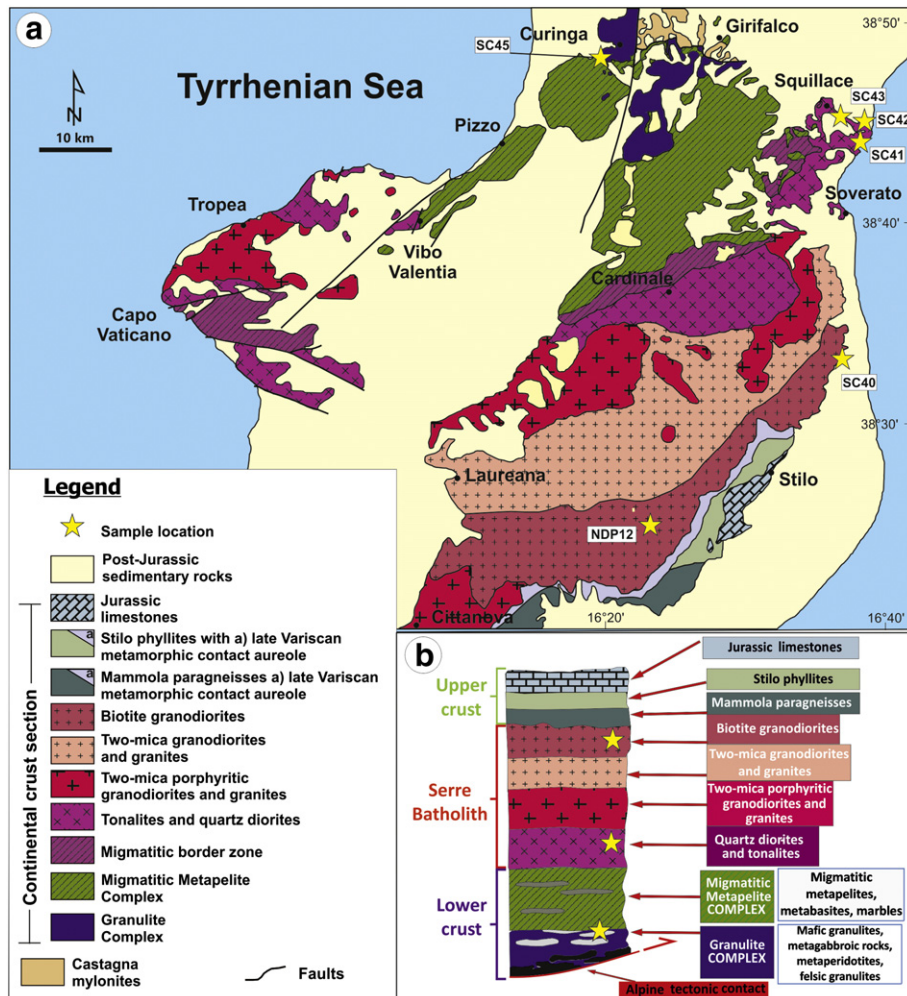 a
Curinga
Girifalco
38°50'
SC45
Tyrrhenian Sea
Squillace
SC43
SC42
SC41
10 km
Pizzo
Tropea
Soverato
38°40'
Vibo
Valentia
Cardinale
Capo
Vaticano
SC40
38°30'
Laureana
Stilo
NDP12
Cittanova
16°20'
16°40'
Legend
Sample location
Post-Jurassic
sedimentary rocks
Continental crust section
Jurassic
limestones
a
Stilo phyllites with a) late Variscan
metamorphic contact aureole
a
Mammola paragneisses a) late Variscan
metamorphic contact aureole
Biotite granodiorites
Two-mica granodiorites
and granites
Two-mica porphyritic
granodiorites and granites
Tonalites and quartz diorites
Migmatitic border zone
Migmatitic Metapelite
Complex
Granulite
Complex
Castagna
mylonites
Faults
b
Upper
crust
Serre
Batholith
Lower
crust
Jurassic limestones
Stilo phyllites
Mammola paragneisses
Biotite granodiorites
Two-mica granodiorites
and granites
Two-mica porphyritic
granodiorites and
granites
Quartz diorites
and tonalites
Migmatitic
Metapelite
COMPLEX
Migmatitic
metapelites,
metabasites, marbles
Granulite
COMPLEX
Mafic granulites,
metagabbroic rocks,
metaperidotites,
felsic granulites
Alpine tectonic contact